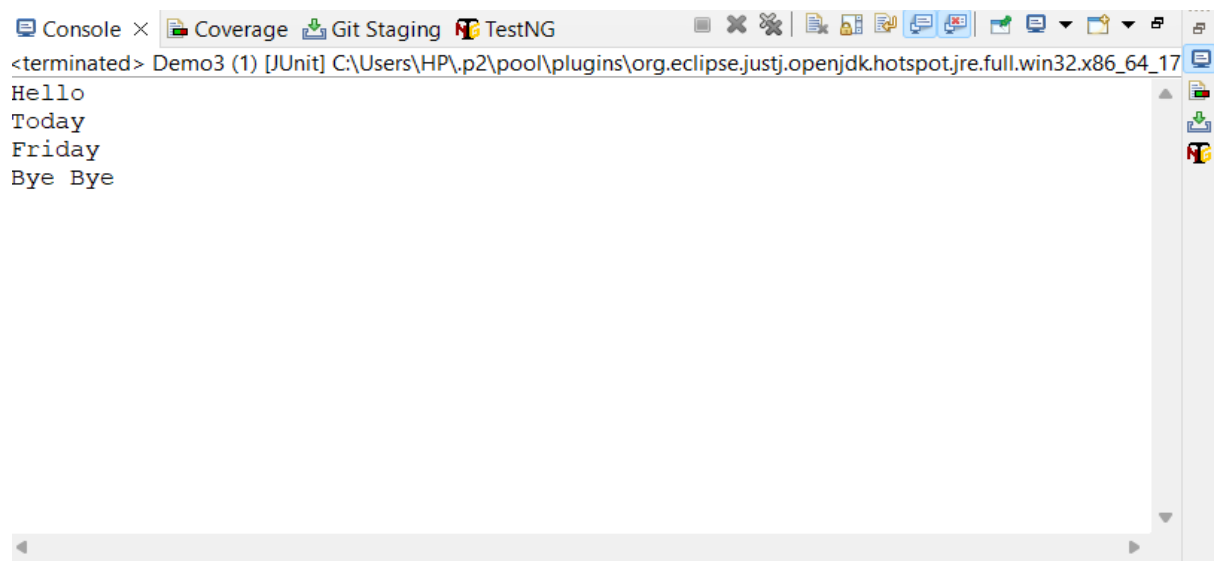 Console Coverage Git Staging TestNG
<terminated> Demo3 (1) [JUnit] C:\Users\HP\.p2\pool\plugins\org.eclipse.justj.openjdk.hotspot.jre.full.win32.x86_64_17
Hello
Today
Friday
Bye Bye